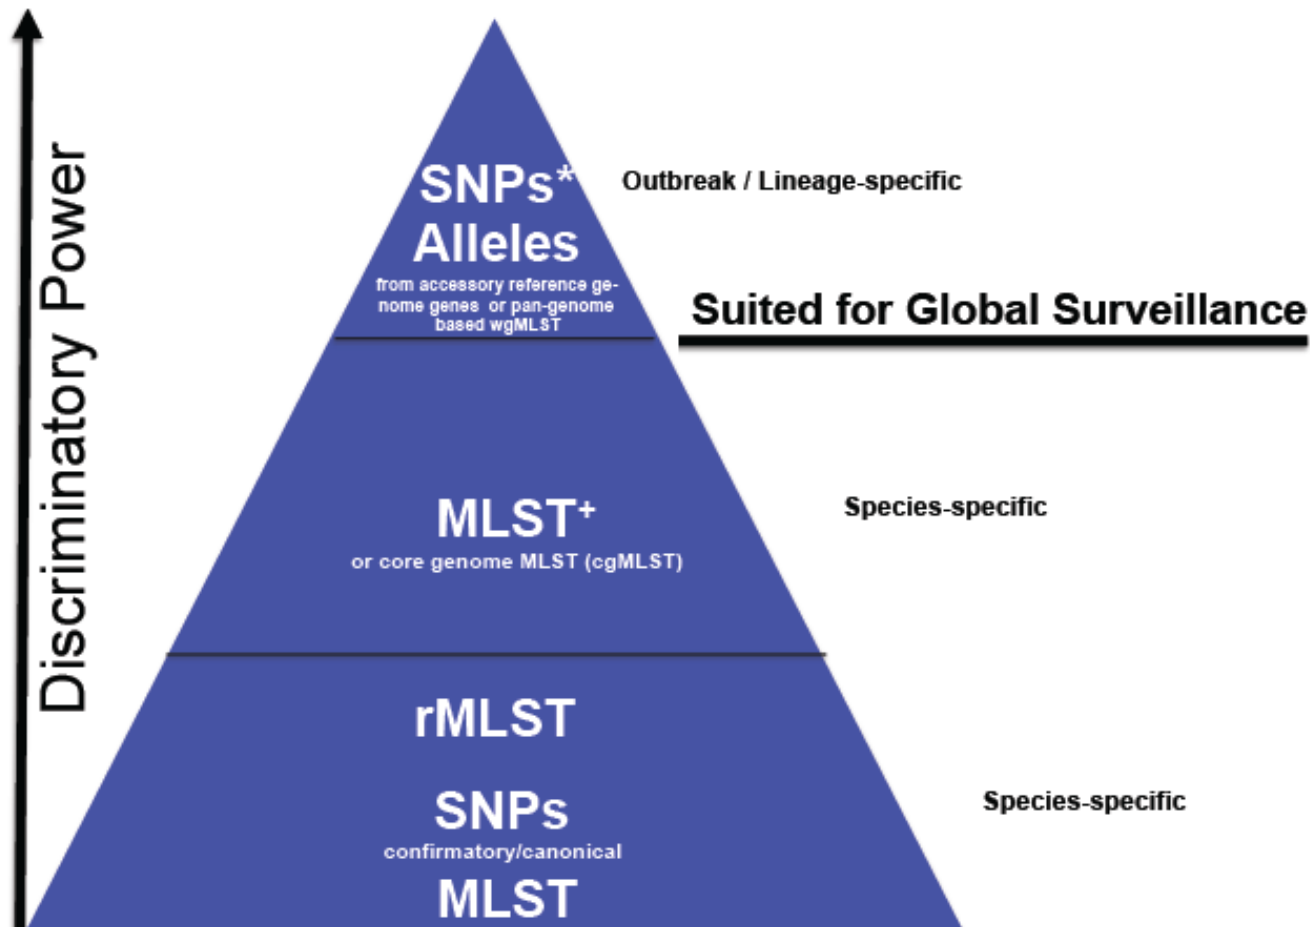 Discriminatory Power
SNPs*
Alleles
from accessory reference ge-
nome genes or pan-genome
based wgMLST
Outbreak / Lineage-specific
Suited for Global Surveillance
MLST+
or core genome MLST (cgMLST)
Species-specific
rMLST
SNPs
confirmatory/canonical
MLST
Species-specific